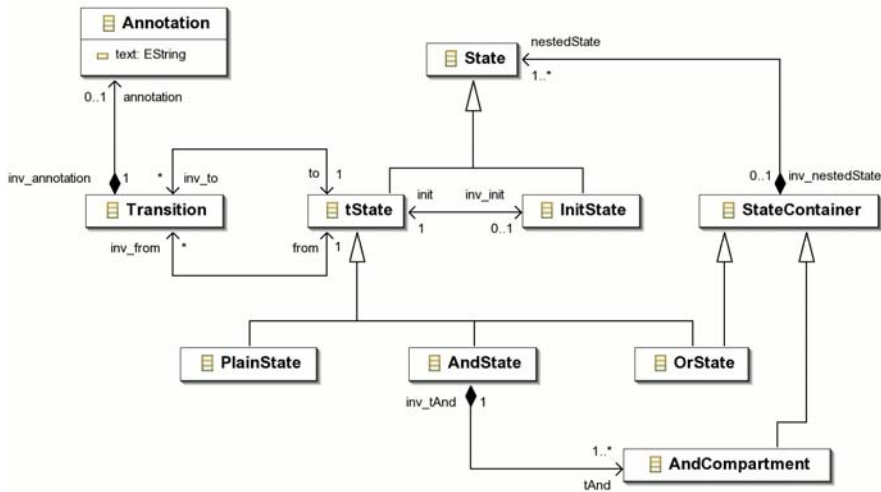 Annotation
text: EString
nestedState
State
1..*
0..1 annotation
inv_annotation 1
* inv_to
to 1
init
inv_init
0..1 inv_nestedState
Transition
tState
InitState
StateContainer
1
0..1
inv_from *
from 1
PlainState
AndState
OrState
inv_tAnd 1
1..*
AndCompartment
tAnd